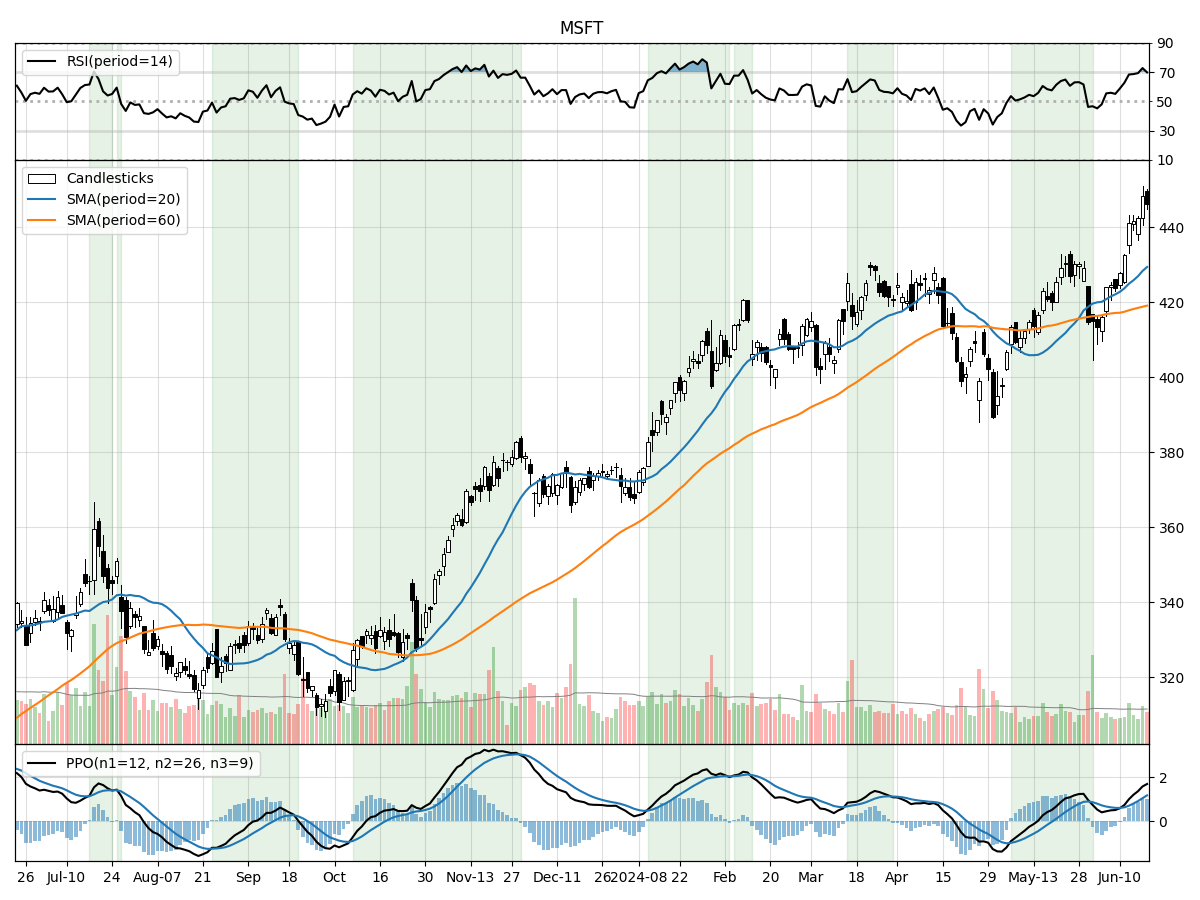 MSFT
RSI(period=14)
90
70
50
30
10
Candlesticks
SMA(period=20)
SMA(period=60)
440
420
400
380
360
340
320
PPO(n1=12, n2=26, n3=9)
2
0
26 Jul-10 24 Aug-07 21 Sep 18 Oct 16 30 Nov-13 27 Dec-11 26 2024-08 22 Feb 20 Mar 18 Apr 15 29 May-13 28 Jun-10